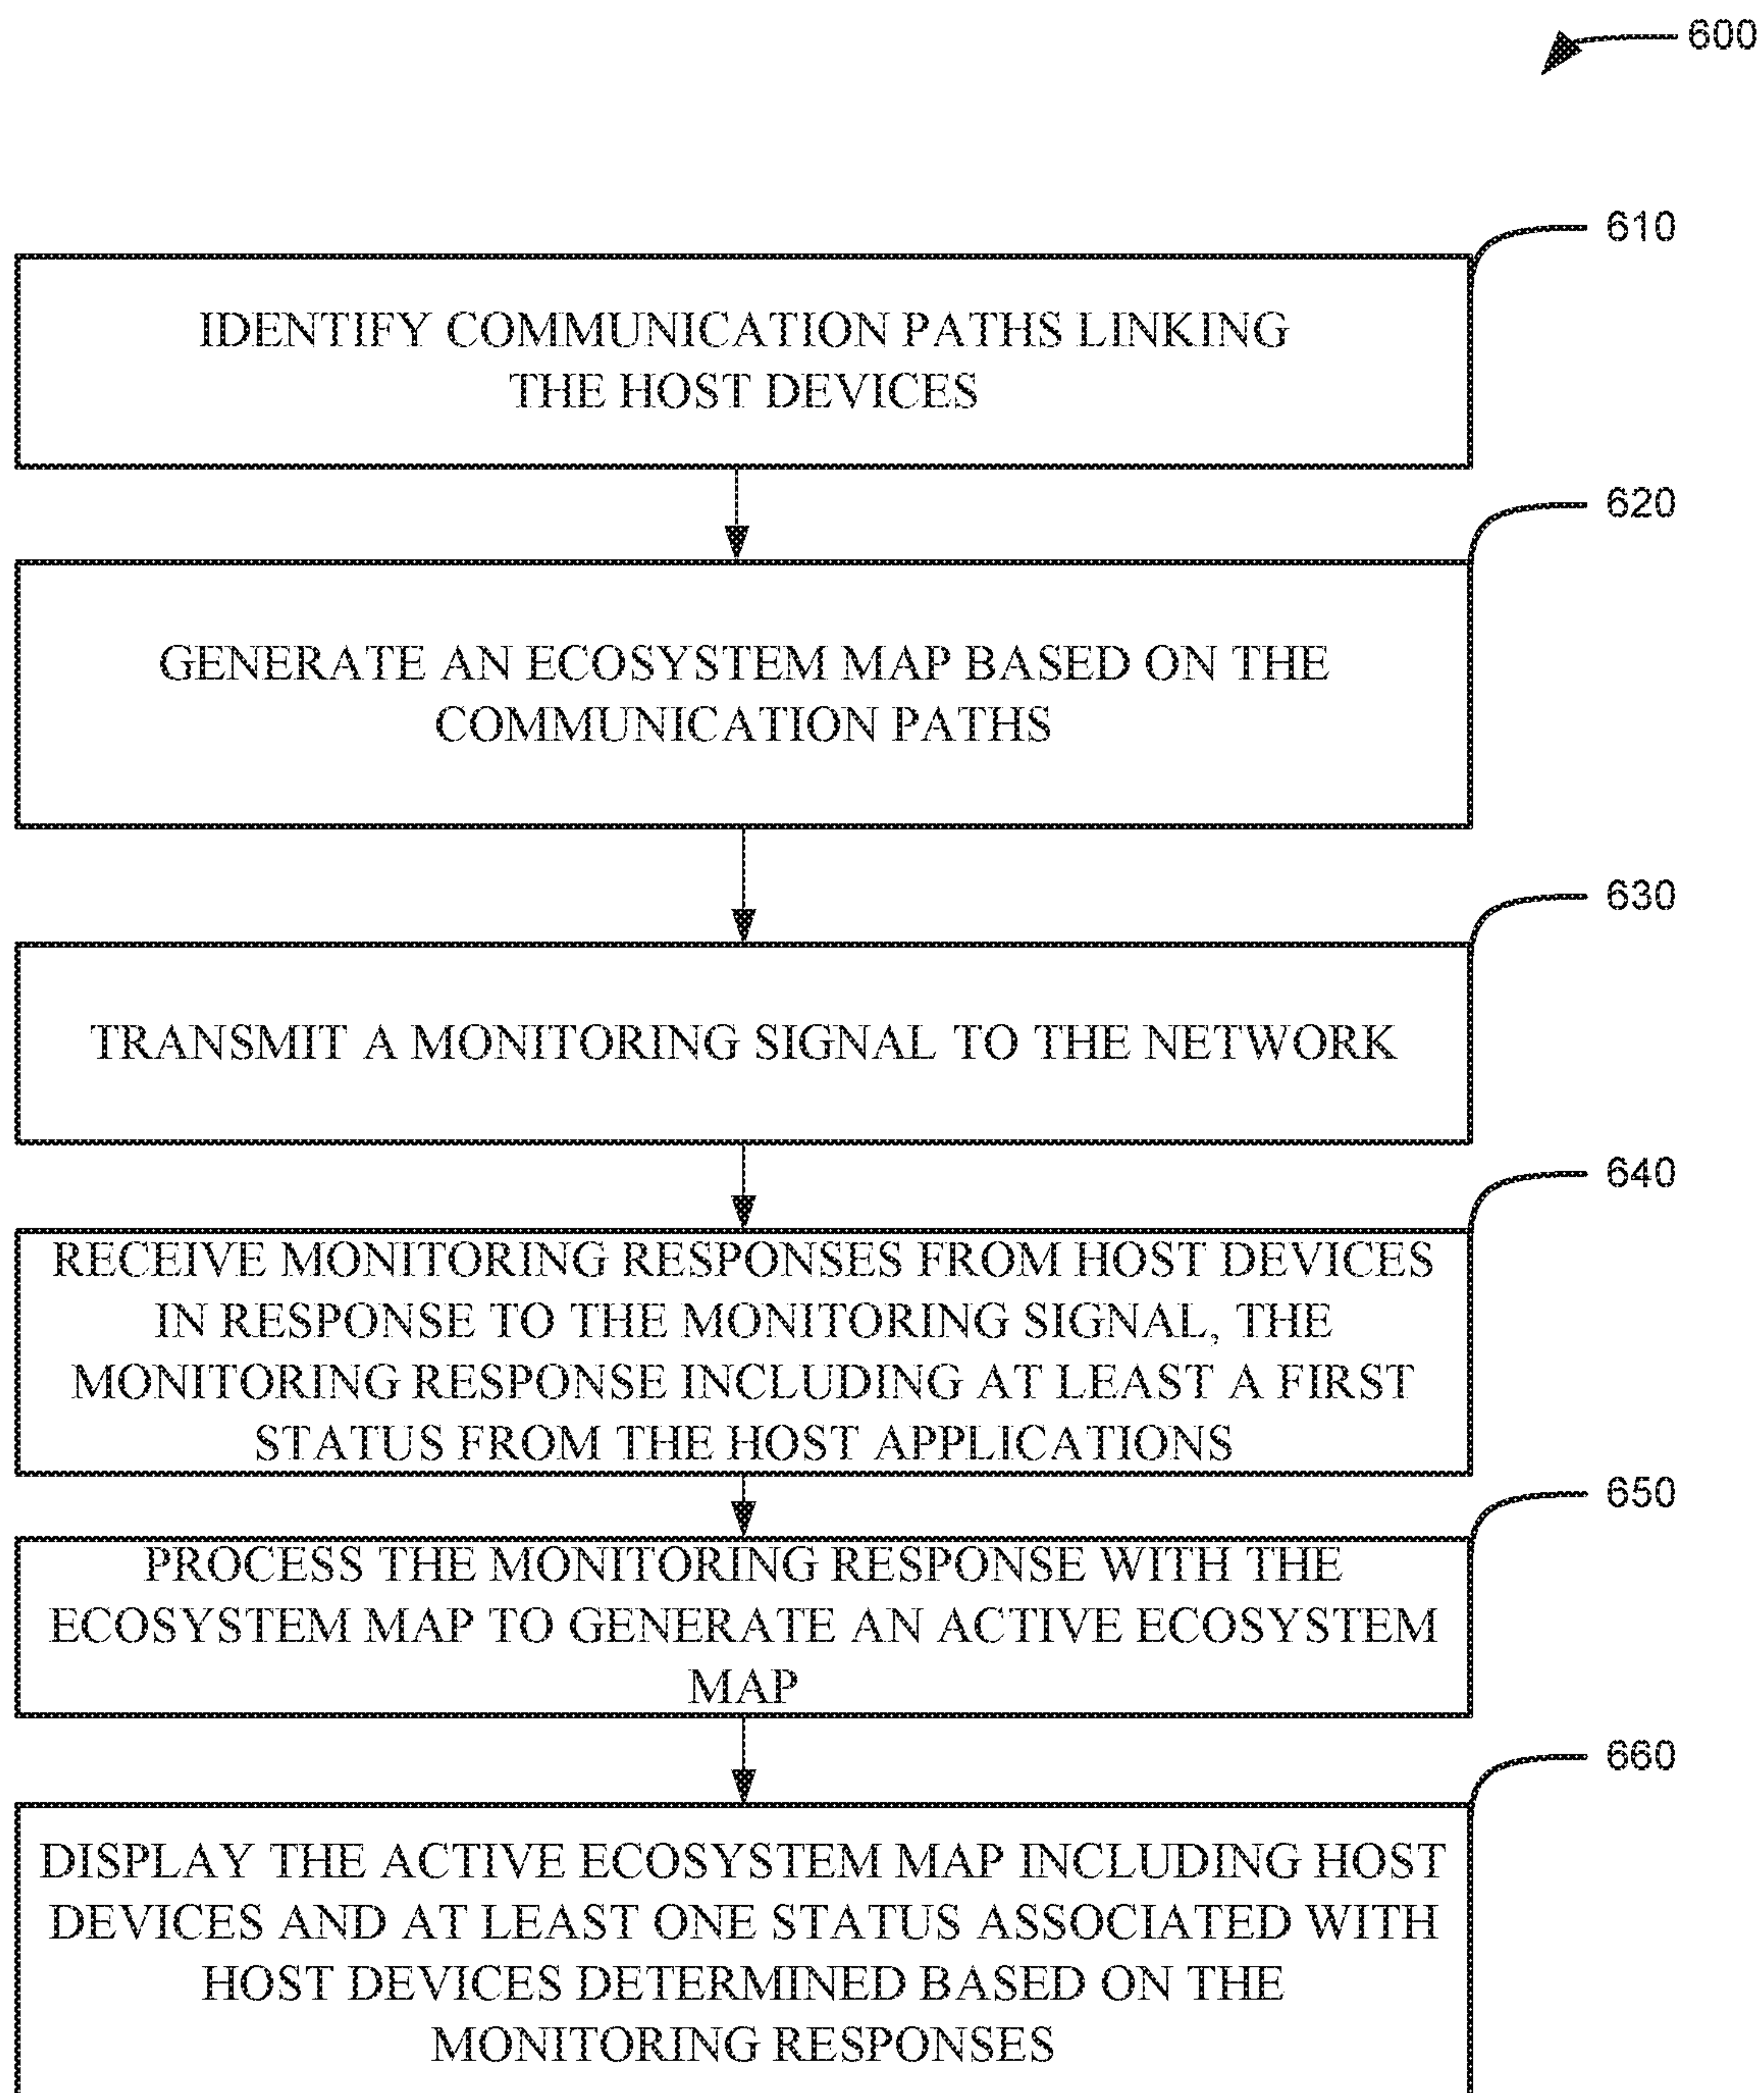 600
610
IDENTIFY COMMUNICATION PATHS LINKING
THE HOST DEVICES
620
GENERATE AN ECOSYSTEM MAP BASED ON THE
COMMUNICATION PATHS
630
TRANSMIT A MONITORING SIGNAL TO THE NETWORK
640
RECEIVE MONITORING RESPONSES FROM HOST DEVICES
IN RESPONSE TO THE MONITORING SIGNAL, THE
MONITORING RESPONSE INCLUDING AT LEAST A FIRST
STATUS FROM THE HOST APPLICATIONS
650
PROCESS THE MONITORING RESPONSE WITH THE
ECOSYSTEM MAP TO GENERATE AN ACTIVE ECOSYSTEM
MAP
660
DISPLAY THE ACTIVE ECOSYSTEM MAP INCLUDING HOST
DEVICES AND AT LEAST ONE STATUS ASSOCIATED WITH
HOST DEVICES DETERMINED BASED ON THE
MONITORING RESPONSES